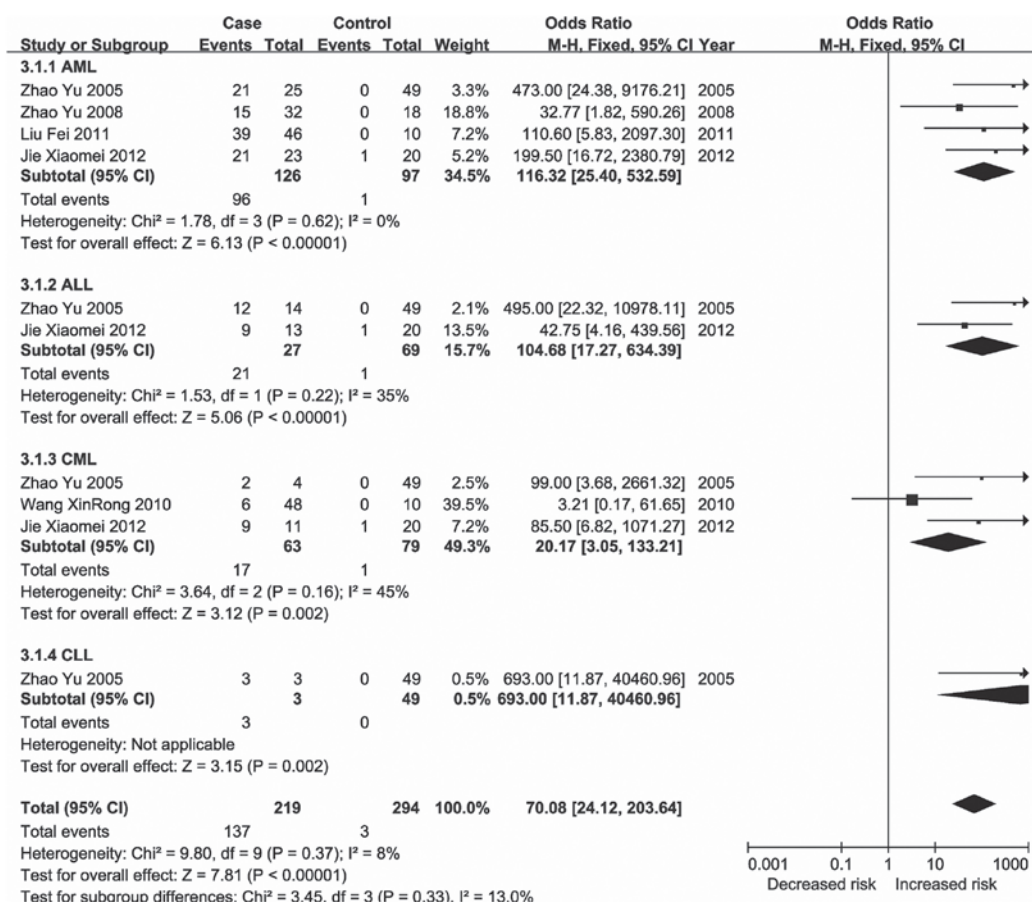 Case Control Odds Ratio Odds Ratio
Study or Subgroup Events Total Events Total Weight M-H, Fixed, 95% CI Year M-H, Fixed, 95% CI
3.1.1 AML
Zhao Yu 2005 21 25 0 49 3.3% 473.00 [24.38, 9176.21] 2005
Zhao Yu 2008 15 32 0 18 18.8% 32.77 [1.82, 590.26] 2008
Liu Fei 2011 39 46 0 10 7.2% 110.60 [5.83, 2097.30] 2011
Jie Xiaomei 2012 21 23 1 20 5.2% 199.50 [16.72, 2380.79] 2012
Subtotal (95% CI) 126 97 34.5% 116.32 [25.40, 532.59]
Total events 96 1
Heterogeneity: Chi² = 1.78, df = 3 (P = 0.62); I² = 0%
Test for overall effect: Z = 6.13 (P < 0.00001)
3.1.2 ALL
Zhao Yu 2005 12 14 0 49 2.1% 495.00 [22.32, 10978.11] 2005
Jie Xiaomei 2012 9 13 1 20 13.5% 42.75 [4.16, 439.56] 2012
Subtotal (95% CI) 27 69 15.7% 104.68 [17.27, 634.39]
Total events 21 1
Heterogeneity: Chi² = 1.53, df = 1 (P = 0.22); I² = 35%
Test for overall effect: Z = 5.06 (P < 0.00001)
3.1.3 CML
Zhao Yu 2005 2 4 0 49 2.5% 99.00 [3.68, 2661.32] 2005
Wang XinRong 2010 6 48 0 10 39.5% 3.21 [0.17, 61.65] 2010
Jie Xiaomei 2012 9 11 1 20 7.2% 85.50 [6.82, 1071.27] 2012
Subtotal (95% CI) 63 79 49.3% 20.17 [3.05, 133.21]
Total events 17 1
Heterogeneity: Chi² = 3.64, df = 2 (P = 0.16); I² = 45%
Test for overall effect: Z = 3.12 (P = 0.002)
3.1.4 CLL
Zhao Yu 2005 3 3 0 49 0.5% 693.00 [11.87, 40460.96] 2005
Subtotal (95% CI) 3 49 0.5% 693.00 [11.87, 40460.96]
Total events 3 0
Heterogeneity: Not applicable
Test for overall effect: Z = 3.15 (P = 0.002)
Total (95% CI) 219 294 100.0% 70.08 [24.12, 203.64]
Total events 137 3
Heterogeneity: Chi² = 9.80, df = 9 (P = 0.37); I² = 8%
Test for overall effect: Z = 7.81 (P < 0.00001)
Test for subgroup differences: Chi² = 3.45, df = 3 (P = 0.33), I² = 13.0%
0.001 0.1 1 10 1000
Decreased risk Increased risk